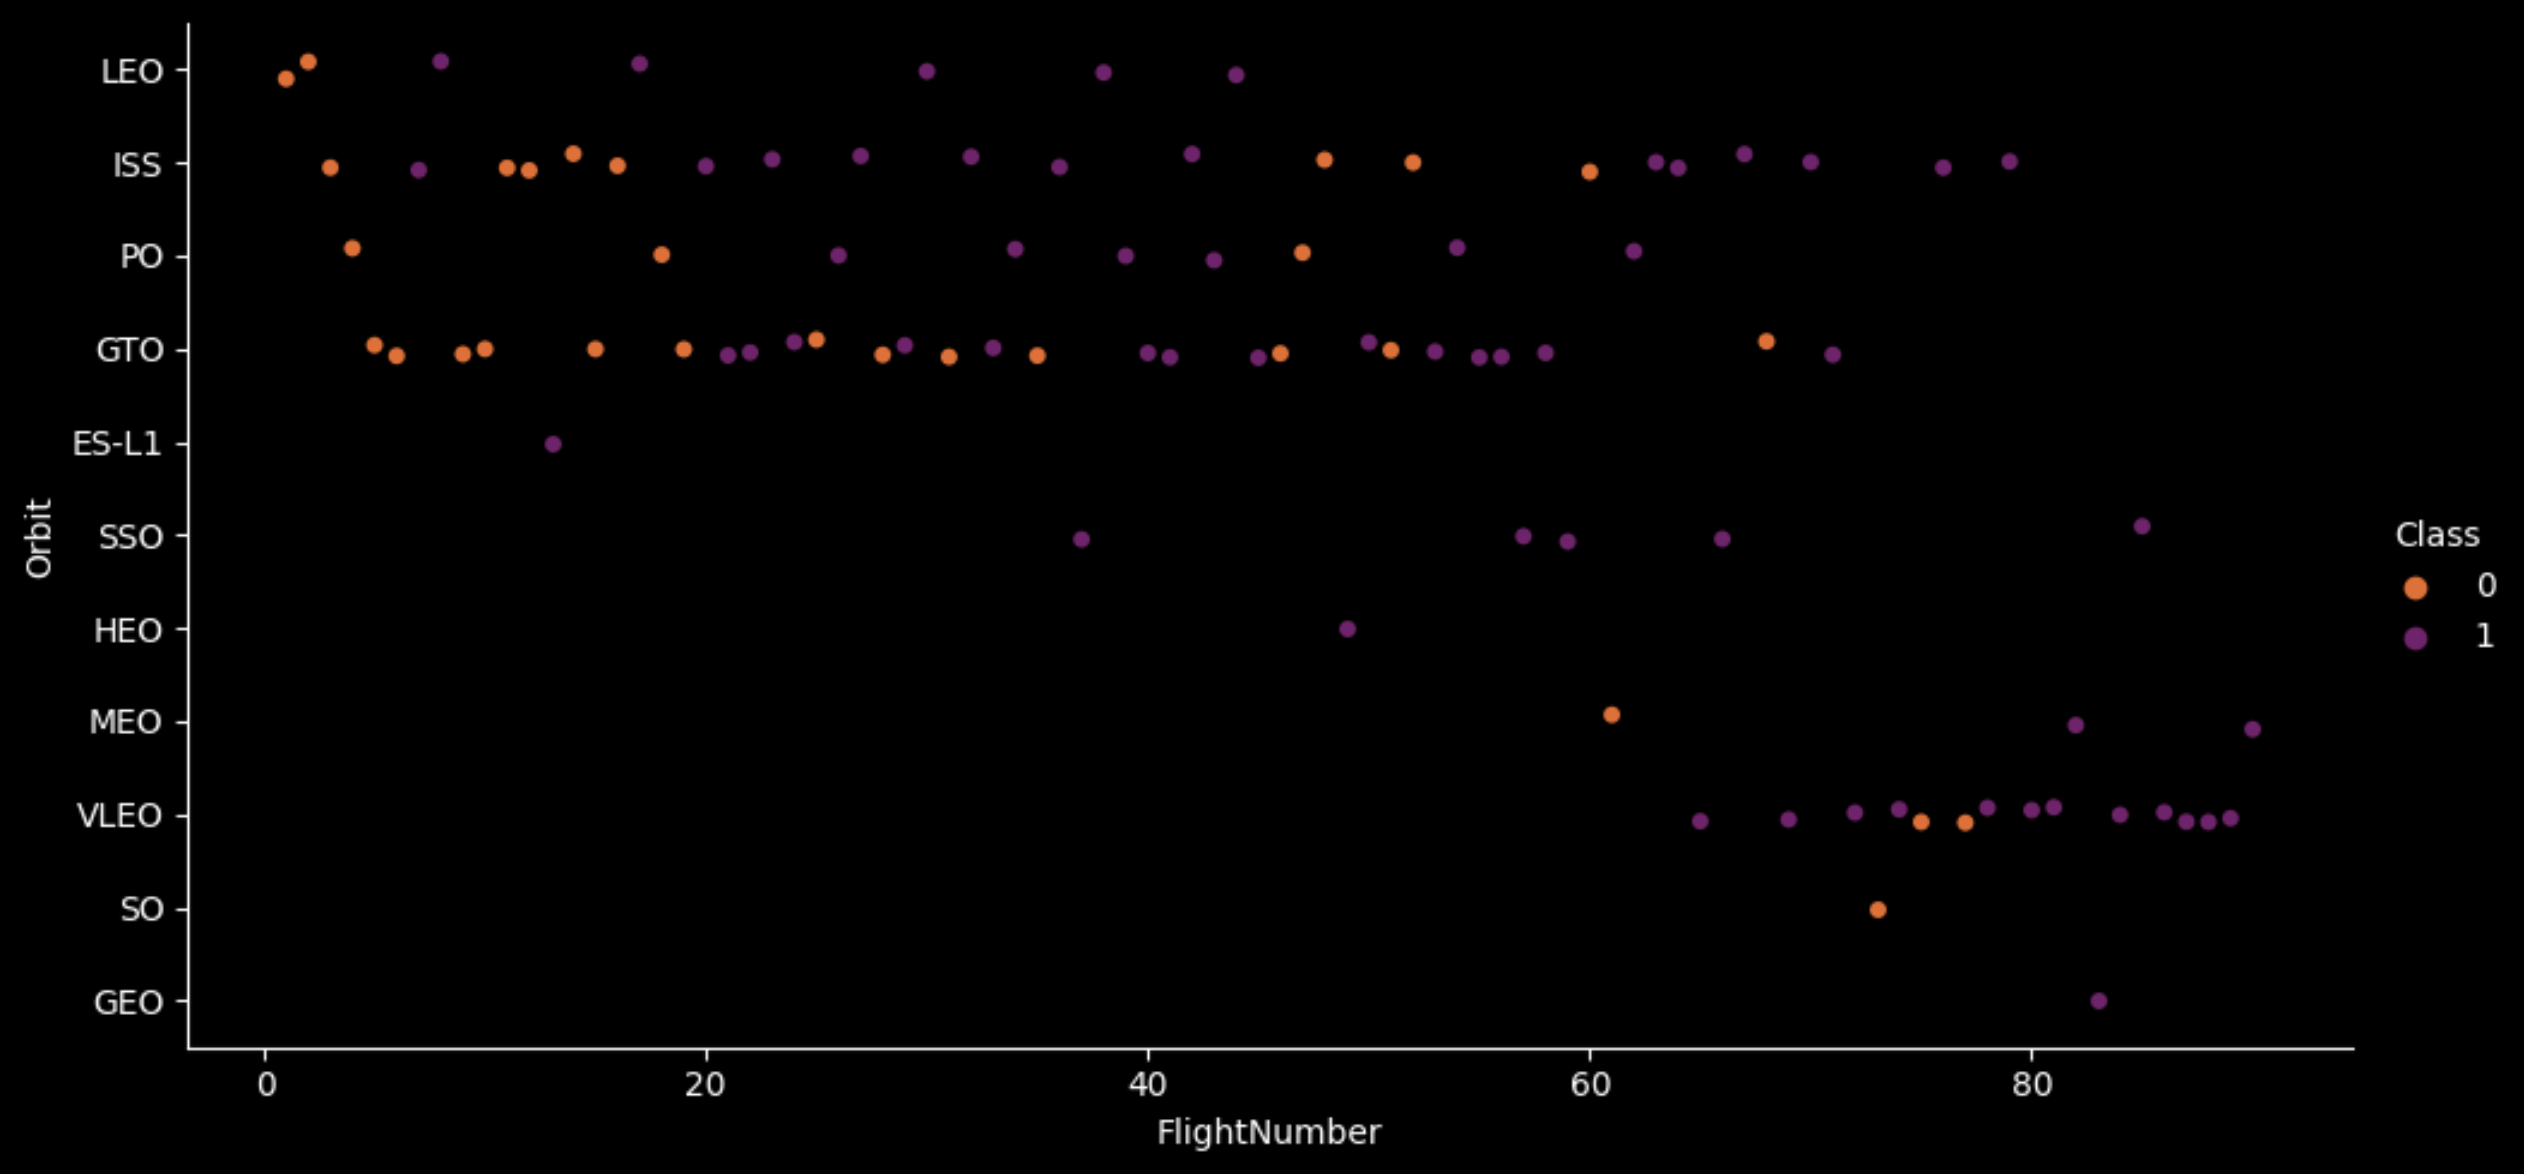 LEO
ISS
PO
GTO
ES-L1
SSO
HEO
MEO
VLEO
SO
GEO
Orbit
0 20 40 60 80
FlightNumber
Class
0
1